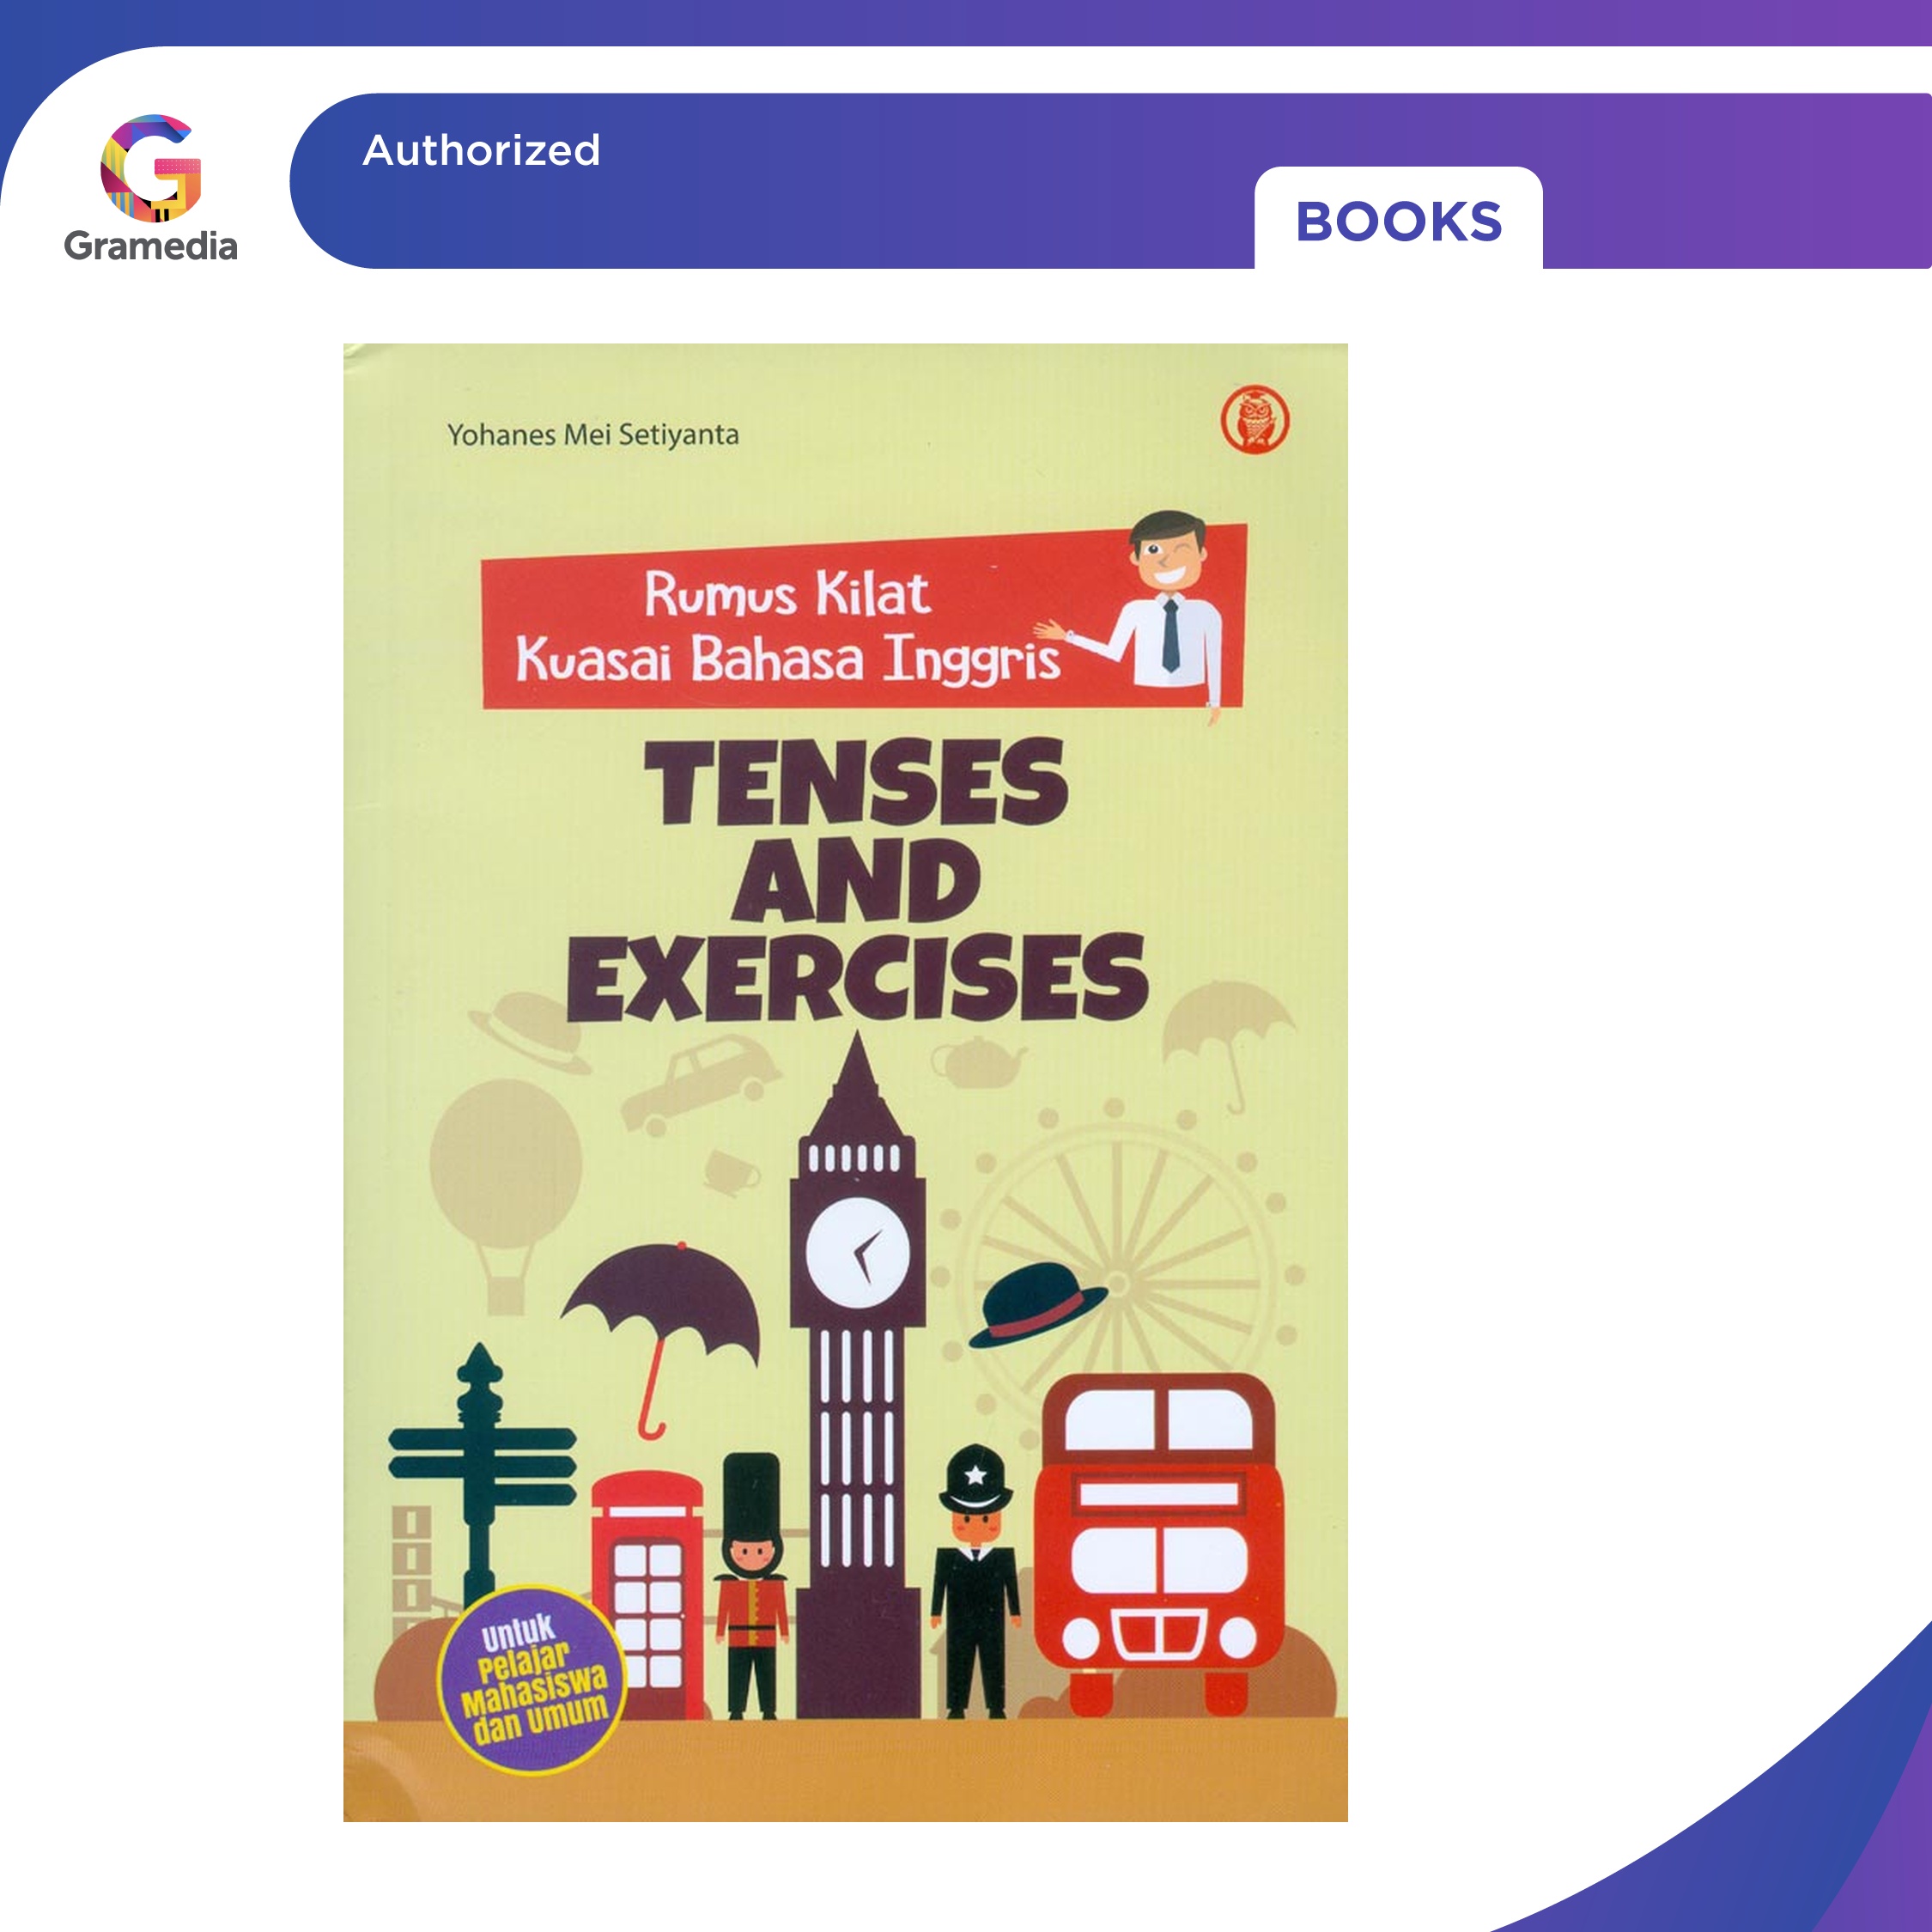 Gramedia
Authorized
BOOKS
Yohanes Mei Setiyanta
Rumus Kilat
Kuasai Bahasa Inggris
TENSES
AND
EXERCISES
Untuk
Pelajar
Mahasiswa
dan Umum